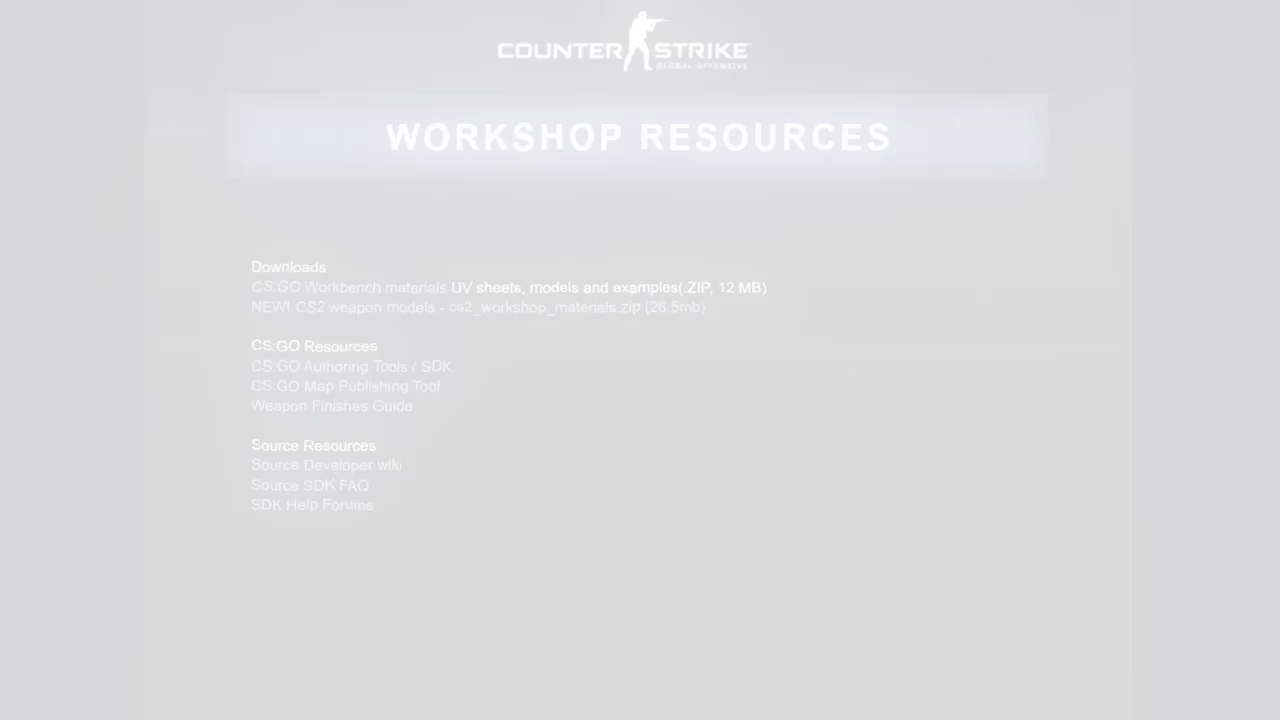 COUNTER STRIKE
GLOBAL OFFENSIVE
WORKSHOP RESOURCES
Downloads
CS:GO Workbench materials UV sheets, models and examples(.ZIP, 12 MB)
NEW! CS2 weapon models - cs2_workshop_materials.zip (26.5mb)
CS:GO Resources
CS:GO Authoring Tools / SDK
CS:GO Map Publishing Tool
Weapon Finishes Guide
Source Resources
Source Developer wiki
Source SDK FAQ
SDK Help Forums